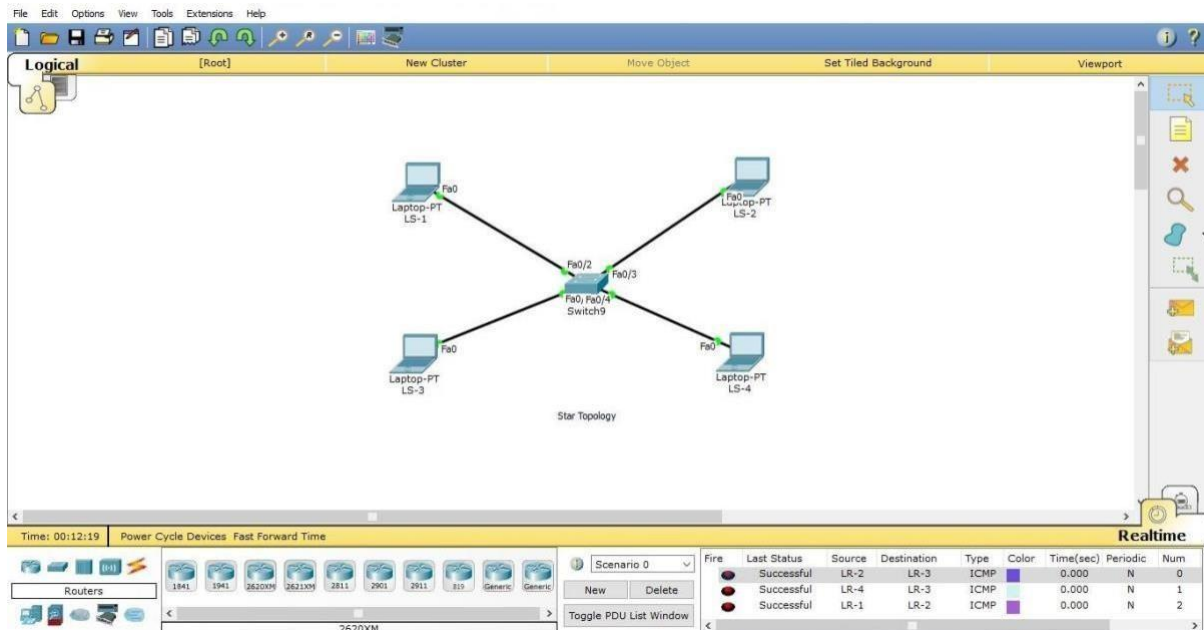 File Edit Options View Tools Extensions Help
Logical [Root] New Cluster Move Object Set Tiled Background Viewport
Fa0
Laptop-PT
LS-1
Fa0
Laptop-PT
LS-2
Fa0/2
Fa0/3
Fa0/ Fa0/4
Switch9
Fa0
Laptop-PT
LS-3
Fa0
Laptop-PT
LS-4
Star Topology
Time: 00:12:19 Power Cycle Devices Fast Forward Time Realtime
Routers
1841 1941 2620XM 2621XM 2811 2901 2911 819 Generic Generic
2620XM
Scenario 0
New Delete
Toggle PDU List Window
Fire Last Status Source Destination Type Color Time(sec) Periodic Num
Successful LR-2 LR-3 ICMP 0.000 N 0
Successful LR-4 LR-3 ICMP 0.000 N 1
Successful LR-1 LR-2 ICMP 0.000 N 2